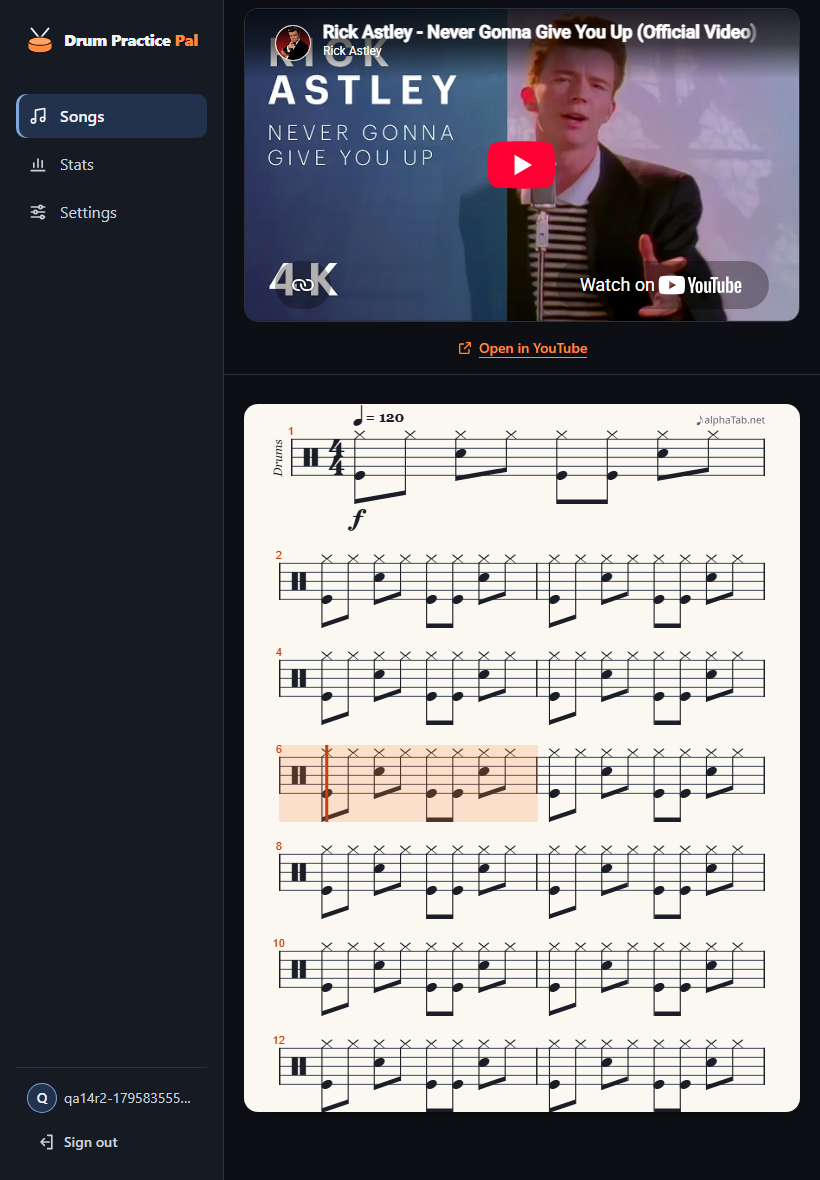 Drum Practice Pal
Songs
Stats
Settings
qa14r2-179583555...
Sign out
Rick Astley - Never Gonna Give You Up (Official Video)
Rick Astley
RICK
ASTLEY
NEVER GONNA
GIVE YOU UP
4K
Watch on YouTube
Open in YouTube
= 120
alphaTab.net
1
Drums
4
4
f
2
4
6
8
10
12